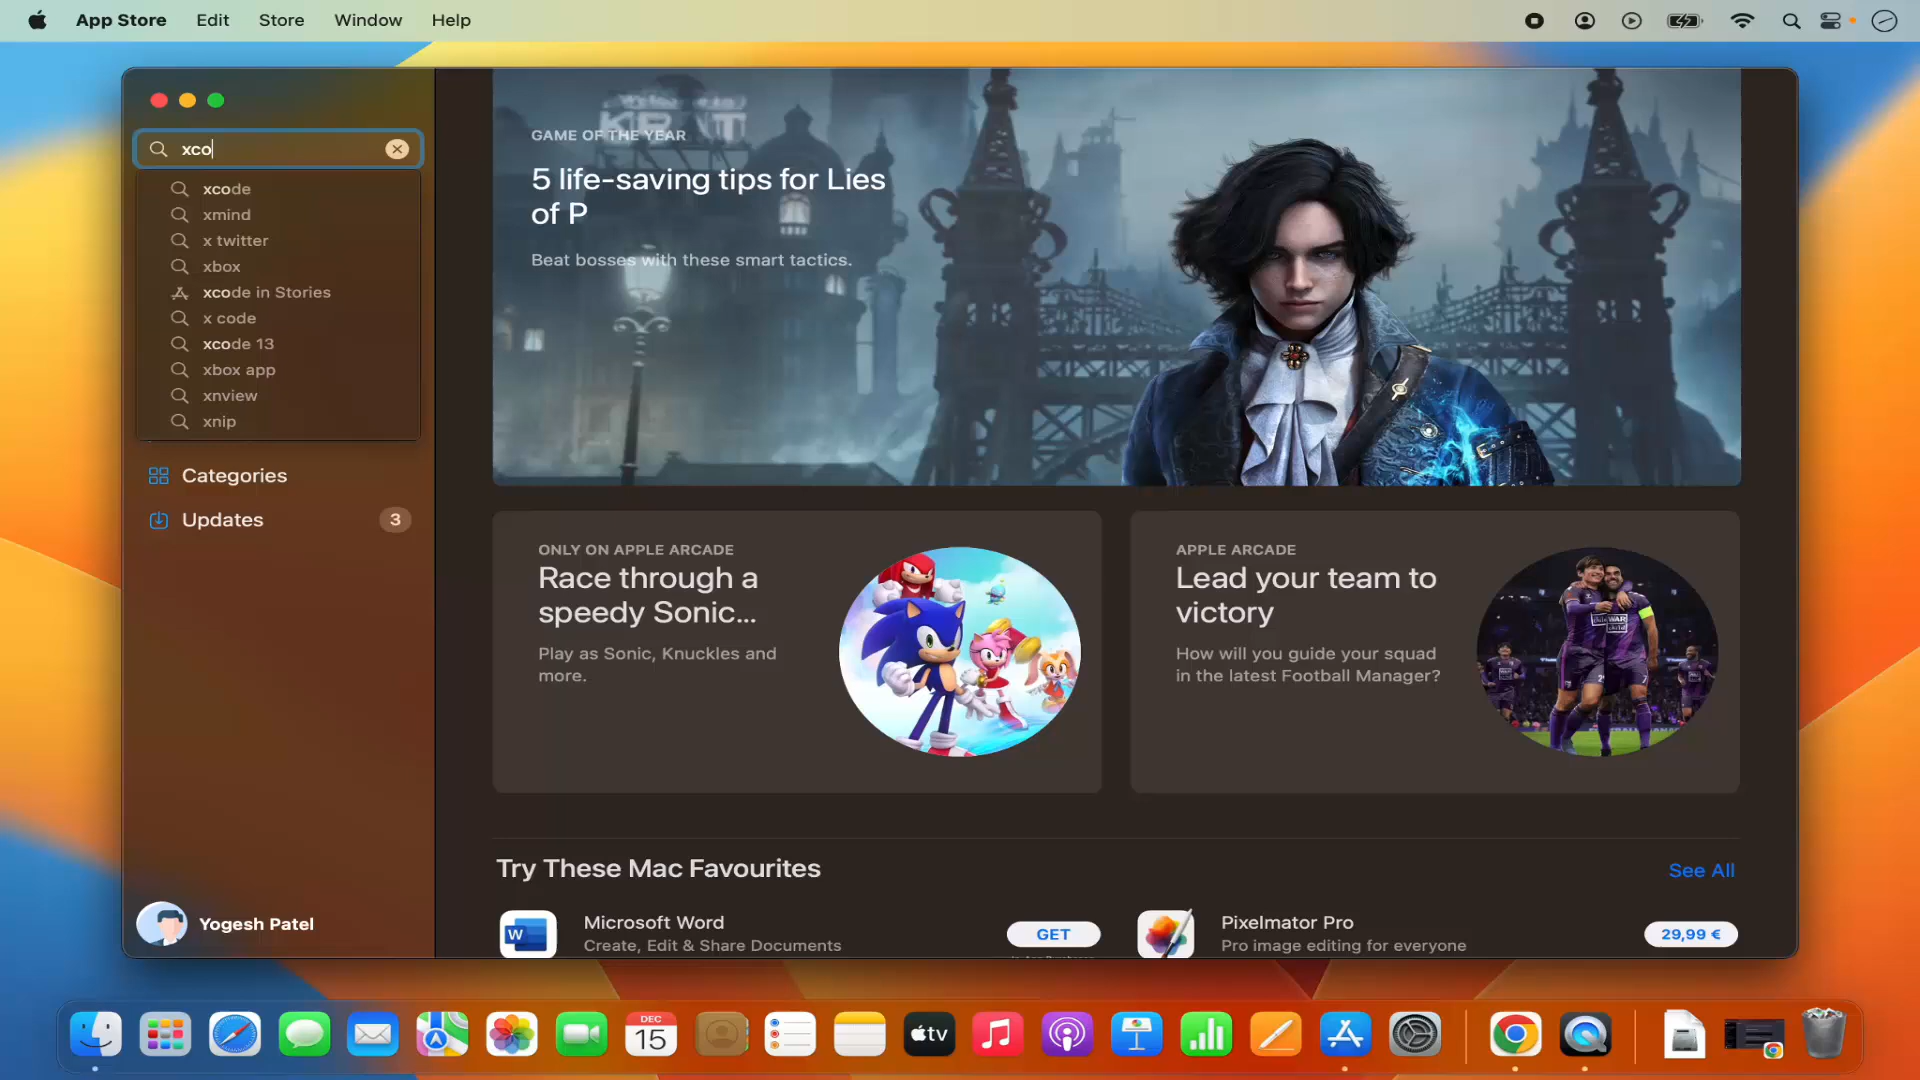 App Store Edit Store Window Help
xco
xcode
xmind
x twitter
xbox
xcode in Stories
x code
xcode 13
xbox app
xnview
xnip
Categories
Updates 3
Yogesh Patel
KRAT
GAME OF THE YEAR
5 life-saving tips for Lies
of P
Beat bosses with these smart tactics.
ONLY ON APPLE ARCADE
Race through a
speedy Sonic...
Play as Sonic, Knuckles and
more.
APPLE ARCADE
Lead your team to
victory
How will you guide your squad
in the latest Football Manager?
Try These Mac Favourites
See All
W
Microsoft Word
Create, Edit & Share Documents
GET
Pixelmator Pro
Pro image editing for everyone
29,99 €
DEC
15
tv